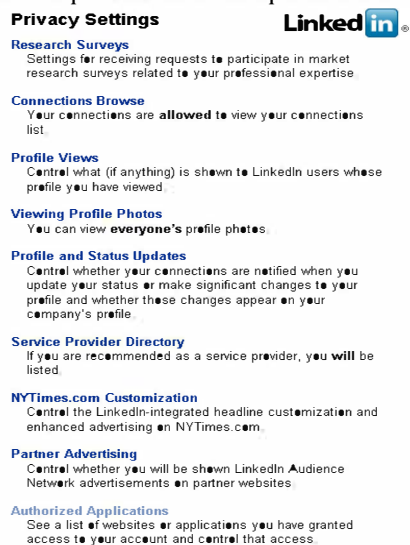 Privacy Settings
Linked in ®
Research Surveys
Settings for receiving requests to participate in market
research surveys related to your professional expertise
Connections Browse
Your connections are allowed to view your connections
list.
Profile Views
Control what (if anything) is shown to LinkedIn users whose
profile you have viewed.
Viewing Profile Photos
You can view everyone's profile photos.
Profile and Status Updates
Control whether your connections are notified when you
update your status or make significant changes to your
profile and whether those changes appear on your
company's profile.
Service Provider Directory
If you are recommended as a service provider, you will be
listed.
NYTimes.com Customization
Control the LinkedIn-integrated headline customization and
enhanced advertising on NYTimes.com.
Partner Advertising
Control whether you will be shown LinkedIn Audience
Network advertisements on partner websites.
Authorized Applications
See a list of websites or applications you have granted
access to your account and control that access.